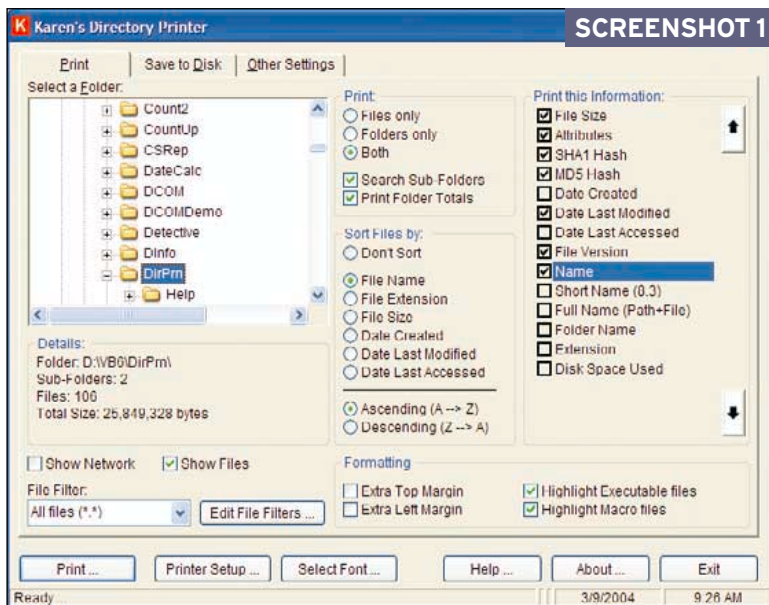 Karen's Directory Printer
SCREENSHOT 1
Print
Save to Disk
Other Settings
Select a Folder:
Count2
CountUp
CSRep
DateCalc
DCOM
DCOMDemo
Detective
DInfo
DirPrn
Help
Details:
Folder: D:\VB6\DirPrn\
Sub-Folders: 2
Files: 106
Total Size: 25,849,328 bytes
Show Network
Show Files
File Filter:
All files (*.*)
Edit File Filters ...
Print:
Files only
Folders only
Both
Search Sub-Folders
Print Folder Totals
Sort Files by:
Don't Sort
File Name
File Extension
File Size
Date Created
Date Last Modified
Date Last Accessed
Ascending (A --> Z)
Descending (Z --> A)
Print this Information:
File Size
Attributes
SHA1 Hash
MD5 Hash
Date Created
Date Last Modified
Date Last Accessed
File Version
Name
Short Name (8.3)
Full Name (Path+File)
Folder Name
Extension
Disk Space Used
Formatting
Extra Top Margin
Extra Left Margin
Highlight Executable files
Highlight Macro files
Print ...
Printer Setup ...
Select Font ...
Help ...
About ...
Exit
Ready ...
3/9/2004
9:26 AM